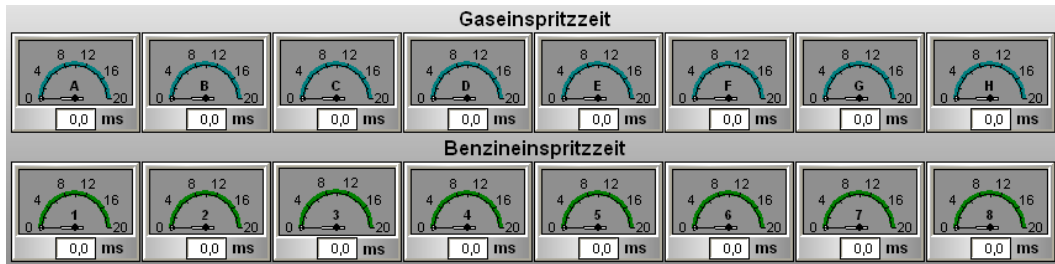 Gaseinspritzzeit
8 12 8 12 8 12 8 12 8 12 8 12 8 12 8 12
4 16 4 16 4 16 4 16 4 16 4 16 4 16 4 16
A B C D E F G H
0 20 0 20 0 20 0 20 0 20 0 20 0 20 0 20
0,0 ms 0,0 ms 0,0 ms 0,0 ms 0,0 ms 0,0 ms 0,0 ms 0,0 ms
Benzineinspritzzeit
8 12 8 12 8 12 8 12 8 12 8 12 8 12 8 12
4 16 4 16 4 16 4 16 4 16 4 16 4 16 4 16
1 2 3 4 5 6 7 8
0 20 0 20 0 20 0 20 0 20 0 20 0 20 0 20
0,0 ms 0,0 ms 0,0 ms 0,0 ms 0,0 ms 0,0 ms 0,0 ms 0,0 ms